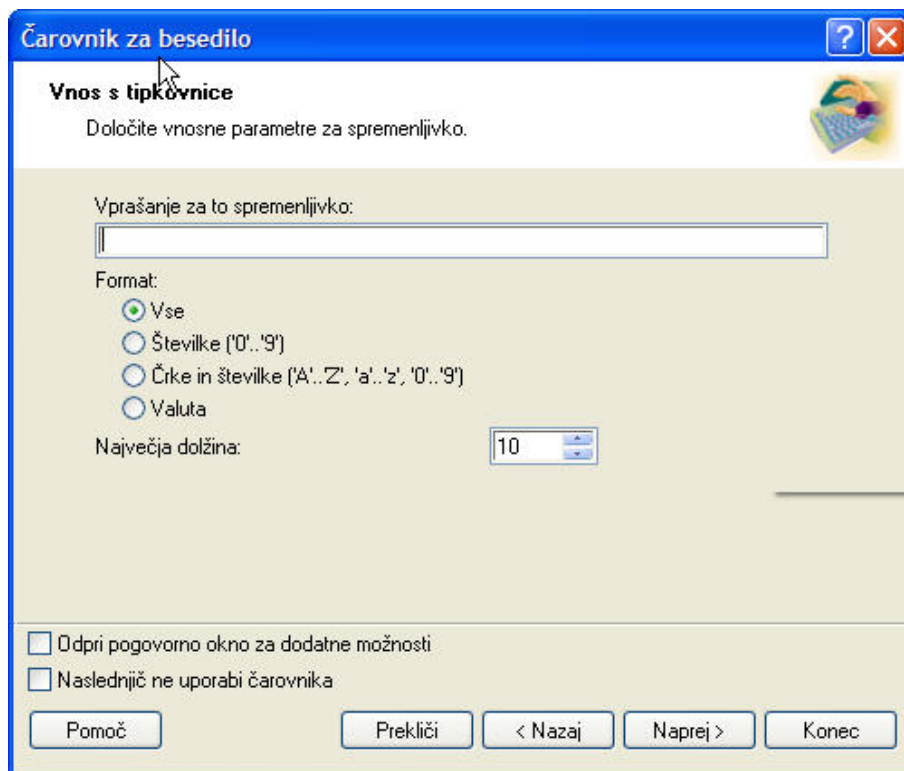 Čarovnik za besedilo
Vnos s tipkovnice
Določite vnosne parametre za spremenljivko.
Vprašanje za to spremenljivko:
Format:
Vse
Številke ('0'..'9')
Črke in številke ('A'..'Z', 'a'..'z', '0'..'9')
Valuta
Največja dolžina:
10
Odpri pogovorno okno za dodatne možnosti
Naslednjič ne uporabi čarovnika
Pomoč
Prekliči
< Nazaj
Naprej >
Konec